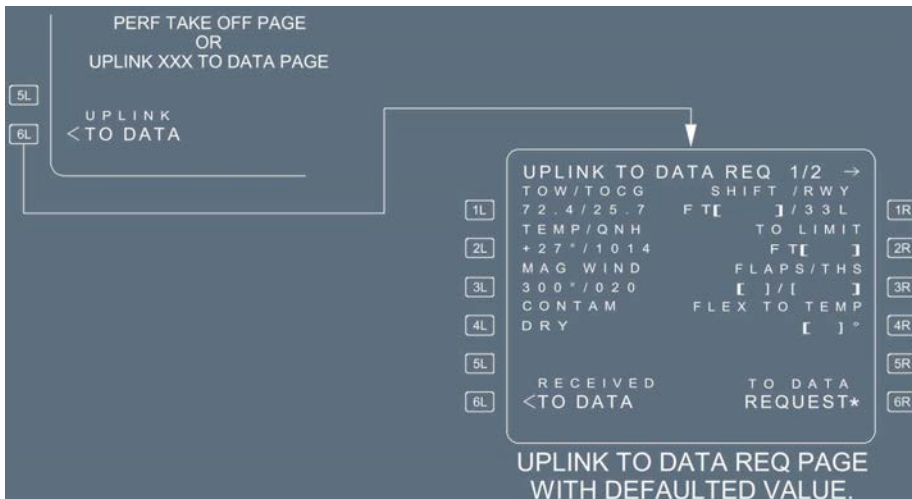 PERF TAKE OFF PAGE
OR
UPLINK XXX TO DATA PAGE
5L
UPLINK
6L <TO DATA
UPLINK TO DATA REQ 1/2 →
TOW/TOCG SHIFT /RWY
1L 72.4/25.7 FT[ ]/33L 1R
TEMP/QNH TO LIMIT
2L +27°/1014 FT[ ] 2R
MAG WIND FLAPS/THS
3L 300°/020 [ ]/[ ] 3R
CONTAM FLEX TO TEMP
4L DRY [ ]° 4R
5L 5R
RECEIVED TO DATA
6L <TO DATA REQUEST* 6R
UPLINK TO DATA REQ PAGE
WITH DEFAULTED VALUE.